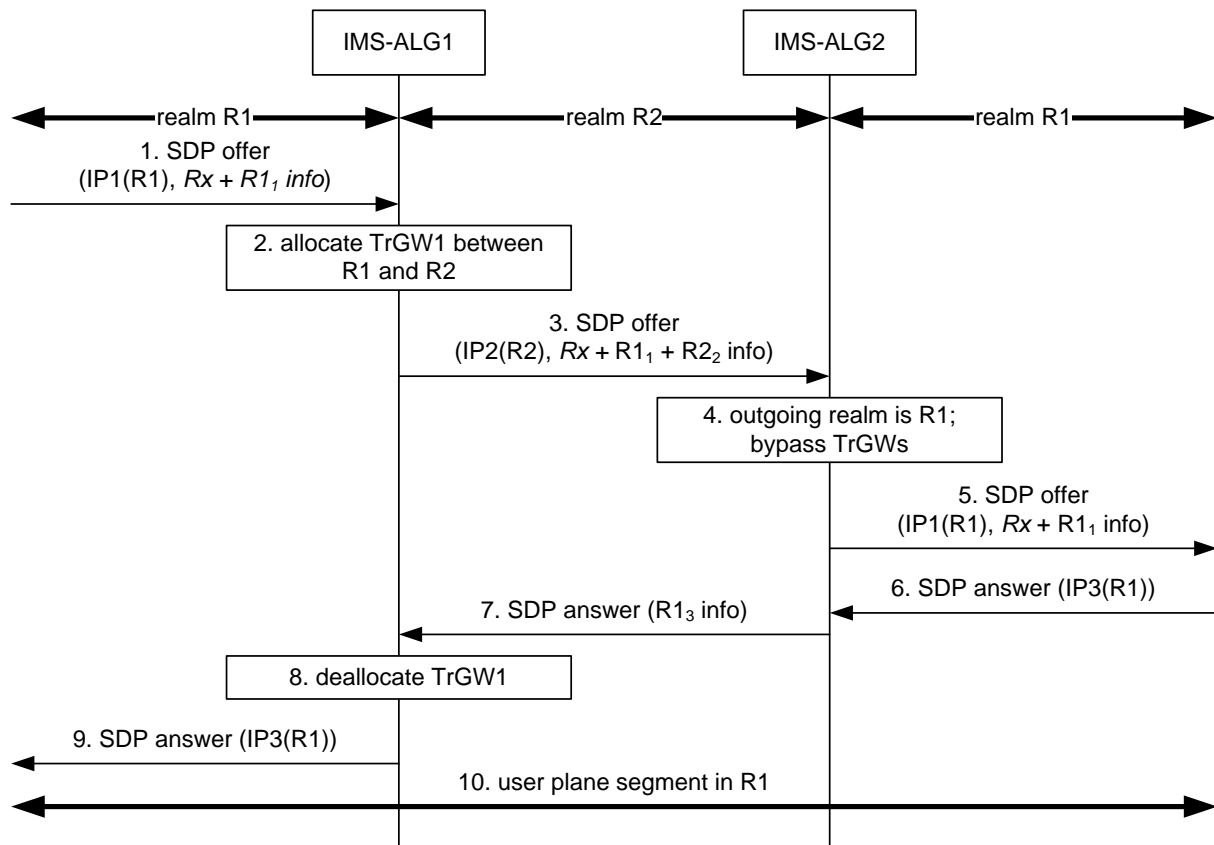 IMS-ALG1
IMS-ALG2
realm R1
realm R2
realm R1
1. SDP offer
(IP1(R1), Rx + R1₁ info)
2. allocate TrGW1 between
R1 and R2
3. SDP offer
(IP2(R2), Rx + R1₁ + R2₂ info)
4. outgoing realm is R1;
bypass TrGWs
5. SDP offer
(IP1(R1), Rx + R1₁ info)
6. SDP answer (IP3(R1))
7. SDP answer (R1₃ info)
8. deallocate TrGW1
9. SDP answer (IP3(R1))
10. user plane segment in R1